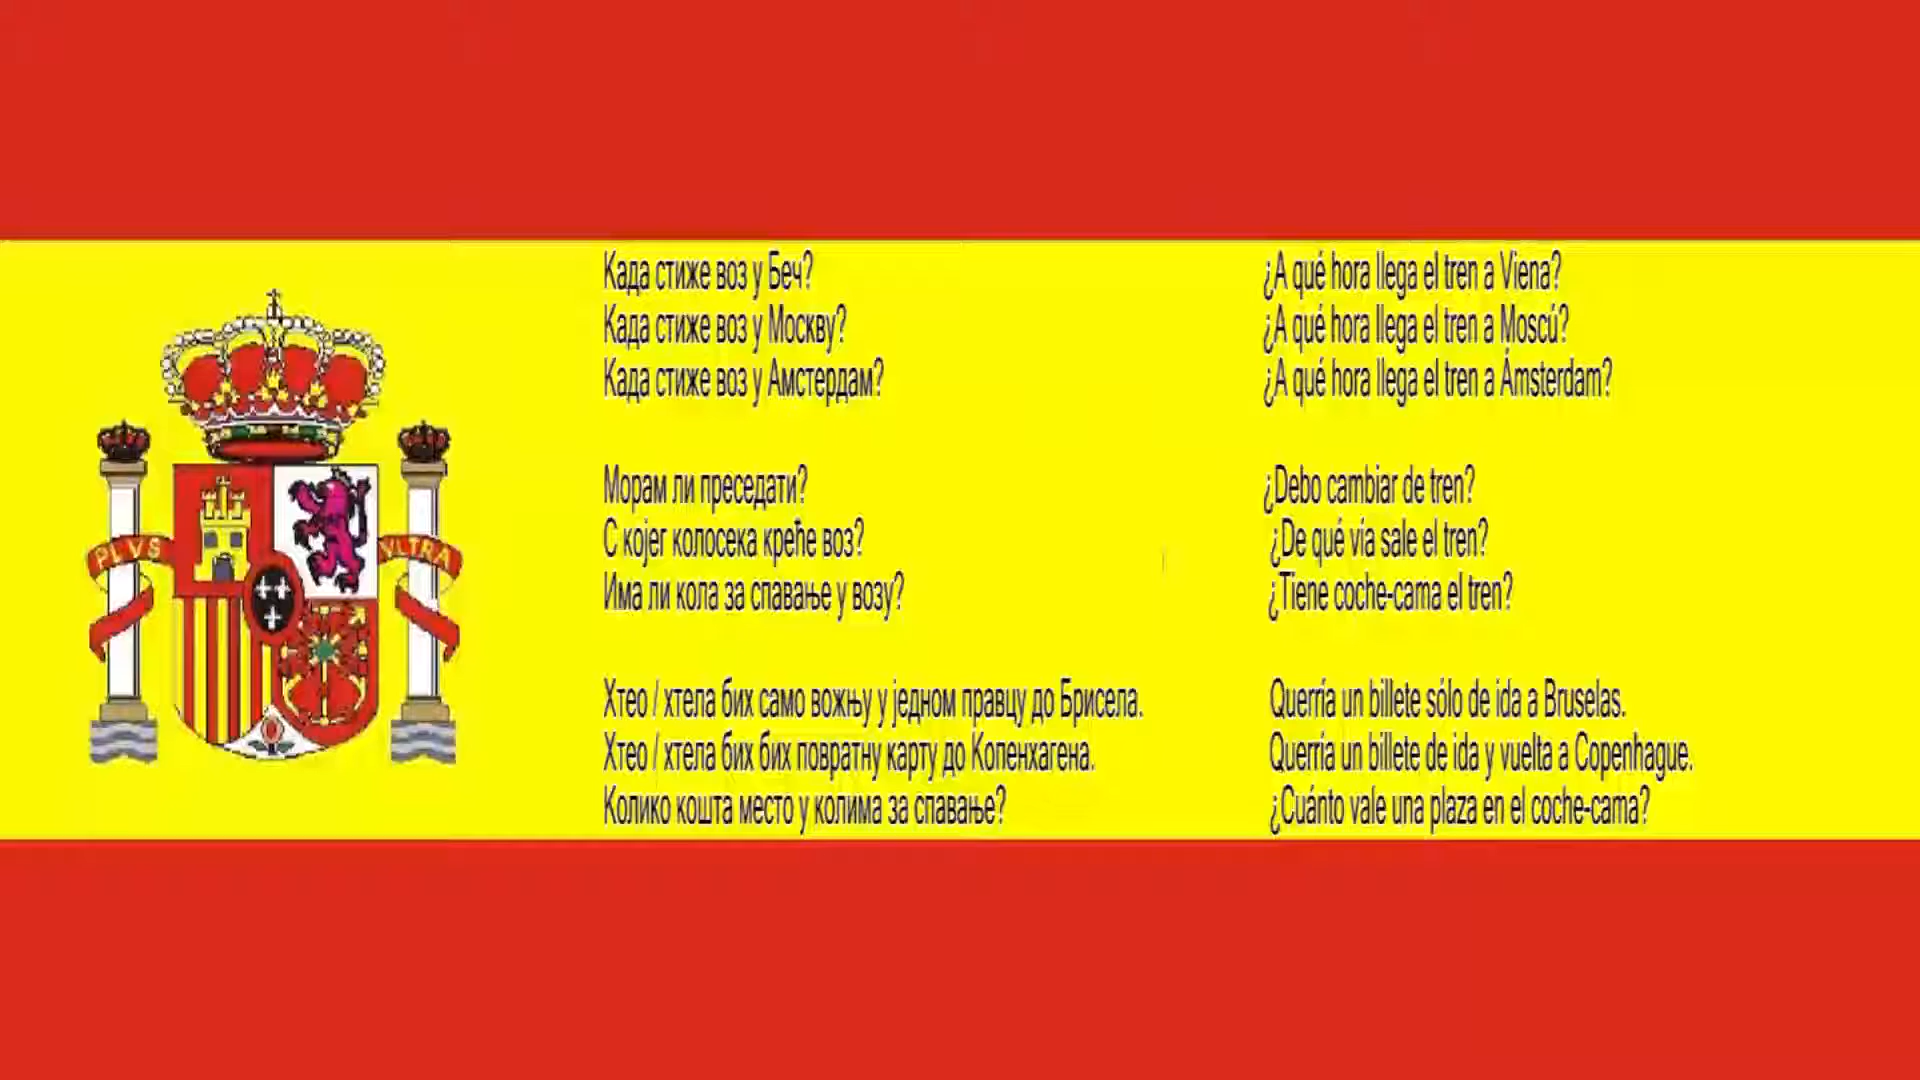 Када стиже воз у Беч?
¿A qué hora llega el tren a Viena?
Када стиже воз у Москву?
¿A qué hora llega el tren a Moscú?
Када стиже воз у Амстердам?
¿A qué hora llega el tren a Ámsterdam?
Морам ли преседати?
¿Debo cambiar de tren?
С којег колосека креће воз?
¿De qué vía sale el tren?
Има ли кола за спавање у возу?
¿Tiene coche-cama el tren?
Хтео / хтела бих само вожњу у једном правцу до Брисела.
Querría un billete sólo de ida a Bruselas.
Хтео / хтела бих бих повратну карту до Копенхагена.
Querría un billete de ida y vuelta a Copenhague.
Колико кошта место у колима за спавање?
¿Cuánto vale una plaza en el coche-cama?
PLVS VLTRA